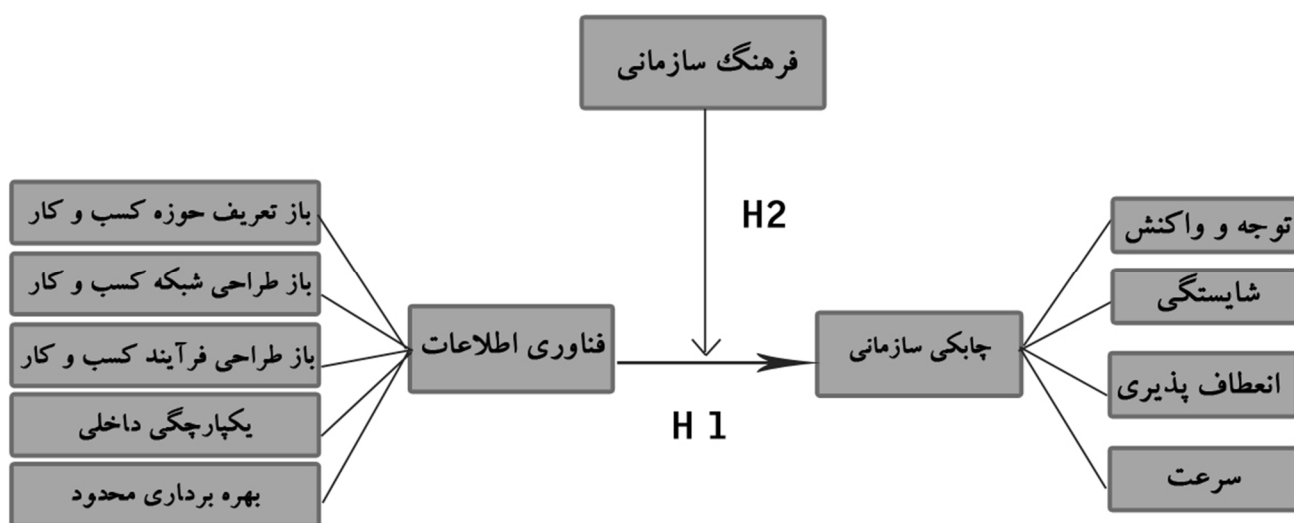 فرهنگ سازمانی
H2
باز تعریف حوزه کسب و کار
باز طراحی شبکه کسب و کار
باز طراحی فرآیند کسب و کار
یکپارچگی داخلی
بهره برداری محدود
فناوری اطلاعات
H 1
چابکی سازمانی
توجه و واکنش
شایستگی
انعطاف پذیری
سرعت